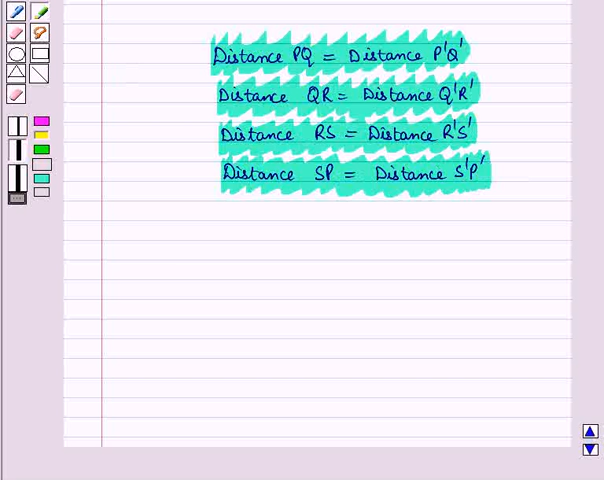 Distance PQ = Distance P'Q'
Distance QR = Distance Q'R'
Distance RS = Distance R'S'
Distance SP = Distance S'P'